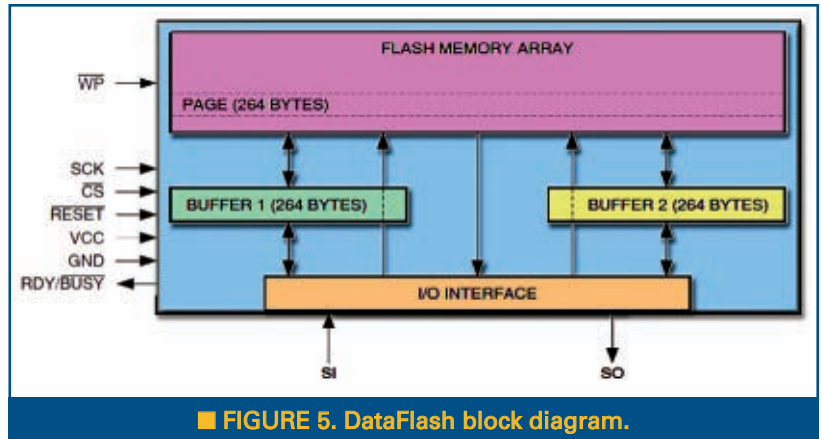 FLASH MEMORY ARRAY
WP
PAGE (264 BYTES)
SCK
CS
RESET
VCC
GND
RDY/BUSY
BUFFER 1 (264 BYTES)
BUFFER 2 (264 BYTES)
I/O INTERFACE
SI
SO
■ FIGURE 5. DataFlash block diagram.